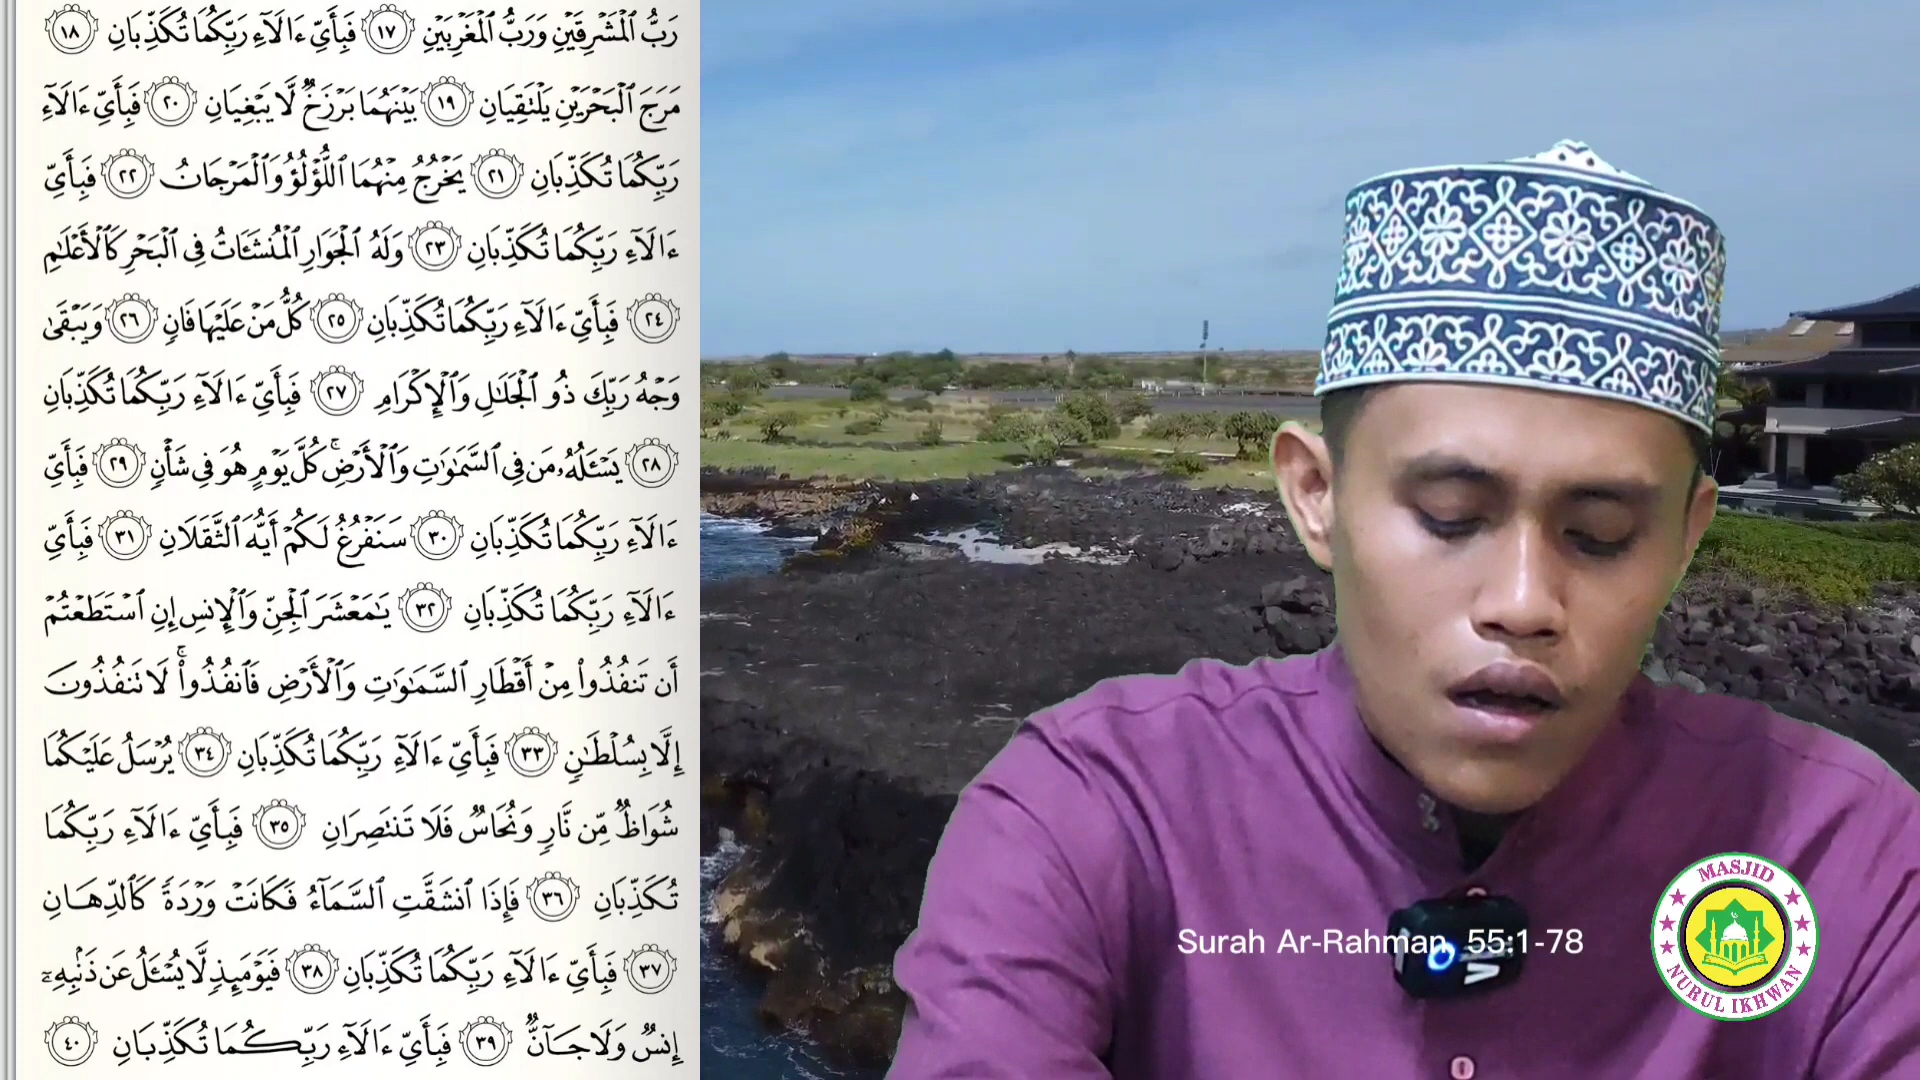 رَبُّ ٱلْمَشْرِقَيْنِ وَرَبُّ ٱلْمَغْرِبَيْنِ ١٧ فَبِأَيِّ ءَالَآءِ رَبِّكُمَا تُكَذِّبَانِ ١٨
مَرَجَ ٱلْبَحْرَيْنِ يَلْتَقِيَانِ ١٩ بَيْنَهُمَا بَرْزَخٌ لَّا يَبْغِيَانِ ٢٠ فَبِأَيِّ ءَالَآءِ
رَبِّكُمَا تُكَذِّبَانِ ٢١ يَخْرُجُ مِنْهُمَا ٱللُّؤْلُؤُ وَٱلْمَرْجَانُ ٢٢ فَبِأَيِّ
ءَالَآءِ رَبِّكُمَا تُكَذِّبَانِ ٢٣ وَلَهُ ٱلْجَوَارِ ٱلْمُنشَـَٔاتُ فِى ٱلْبَحْرِ كَٱلْأَعْلَٰمِ
٢٤ فَبِأَيِّ ءَالَآءِ رَبِّكُمَا تُكَذِّبَانِ ٢٥ كُلُّ مَنْ عَلَيْهَا فَانٍ ٢٦ وَيَبْقَىٰ
وَجْهُ رَبِّكَ ذُو ٱلْجَلَٰلِ وَٱلْإِكْرَامِ ٢٧ فَبِأَيِّ ءَالَآءِ رَبِّكُمَا تُكَذِّبَانِ
٢٨ يَسْـَٔلُهُۥ مَن فِى ٱلسَّمَٰوَٰتِ وَٱلْأَرْضِ ۚ كُلَّ يَوْمٍ هُوَ فِى شَأْنٍ ٢٩ فَبِأَيِّ
ءَالَآءِ رَبِّكُمَا تُكَذِّبَانِ ٣٠ سَنَفْرُغُ لَكُمْ أَيُّهَ ٱلثَّقَلَانِ ٣١ فَبِأَيِّ
ءَالَآءِ رَبِّكُمَا تُكَذِّبَانِ ٣٢ يَٰمَعْشَرَ ٱلْجِنِّ وَٱلْإِنسِ إِنِ ٱسْتَطَعْتُمْ
أَن تَنفُذُوا۟ مِنْ أَقْطَارِ ٱلسَّمَٰوَٰتِ وَٱلْأَرْضِ فَٱنفُذُوا۟ ۚ لَا تَنفُذُونَ
إِلَّا بِسُلْطَٰنٍ ٣٣ فَبِأَيِّ ءَالَآءِ رَبِّكُمَا تُكَذِّبَانِ ٣٤ يُرْسَلُ عَلَيْكُمَا
شُوَاظٌ مِّن نَّارٍ وَنُحَاسٌ فَلَا تَنتَصِرَانِ ٣٥ فَبِأَيِّ ءَالَآءِ رَبِّكُمَا
تُكَذِّبَانِ ٣٦ فَإِذَا ٱنشَقَّتِ ٱلسَّمَآءُ فَكَانَتْ وَرْدَةً كَٱلدِّهَانِ
٣٧ فَبِأَيِّ ءَالَآءِ رَبِّكُمَا تُكَذِّبَانِ ٣٨ فَيَوْمَئِذٍ لَّا يُسْـَٔلُ عَن ذَنۢبِهِۦٓ
إِنسٌ وَلَا جَآنٌّ ٣٩ فَبِأَيِّ ءَالَآءِ رَبِّكُمَا تُكَذِّبَانِ ٤٠
Surah Ar-Rahman, 55:1-78
MASJID
NURUL IKHWAN